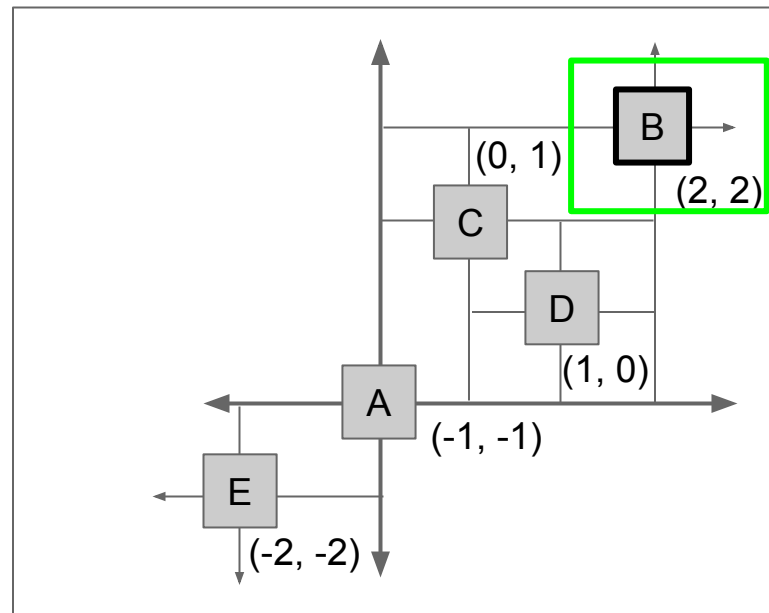 B
(0, 1)
(2, 2)
C
D
(1, 0)
A
(-1, -1)
E
(-2, -2)